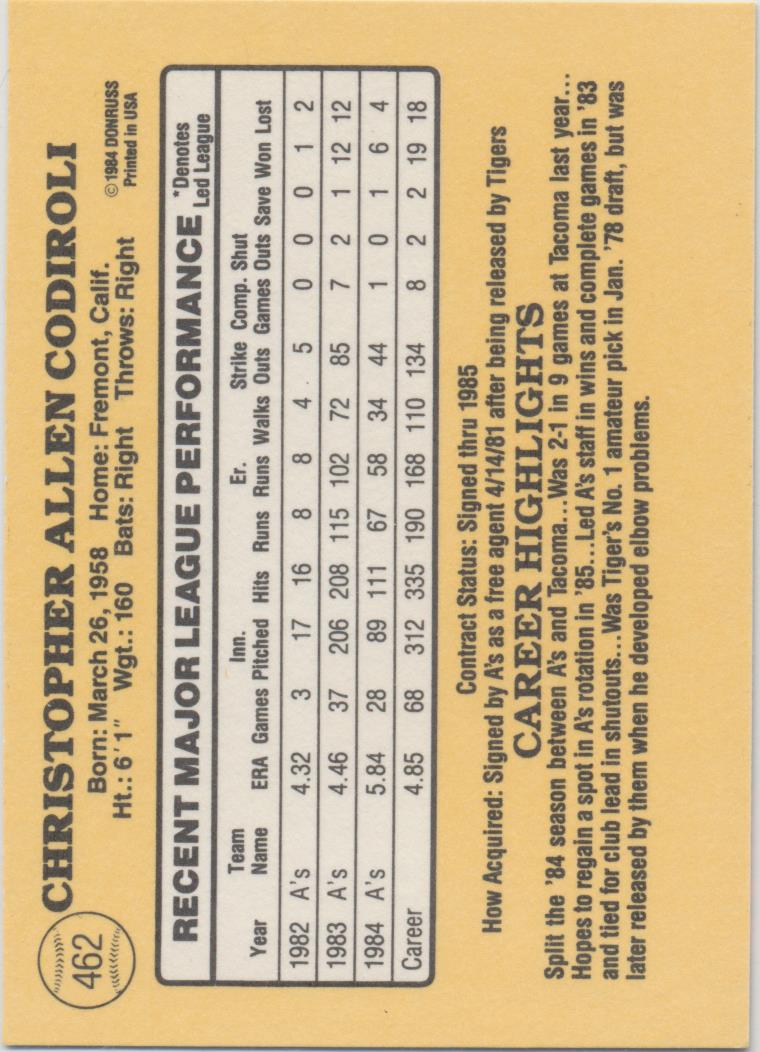 462
CHRISTOPHER ALLEN CODIROLI
Born: March 26, 1958 Home: Fremont, Calif.
Ht.: 6'1" Wgt.: 160 Bats: Right Throws: Right
© 1984 DONRUSS
Printed in USA
RECENT MAJOR LEAGUE PERFORMANCE
*Denotes
Led League
Year Team Name ERA Games Inn. Pitched Hits Runs Er. Runs Walks Strike Outs Comp. Games Shut Outs Save Won Lost
1982 A's 4.32 3 17 16 8 8 4 5 0 0 0 1 2
1983 A's 4.46 37 206 208 115 102 72 85 7 2 1 12 12
1984 A's 5.84 28 89 111 67 58 34 44 1 0 1 6 4
Career 4.85 68 312 335 190 168 110 134 8 2 2 19 18
Contract Status: Signed thru 1985
How Acquired: Signed by A's as a free agent 4/14/81 after being released by Tigers
CAREER HIGHLIGHTS
Split the '84 season between A's and Tacoma...Was 2-1 in 9 games at Tacoma last year...
Hopes to regain a spot in A's rotation in '85...Led A's staff in wins and complete games in '83
and tied for club lead in shutouts...Was Tiger's No. 1 amateur pick in Jan. '78 draft, but was
later released by them when he developed elbow problems.